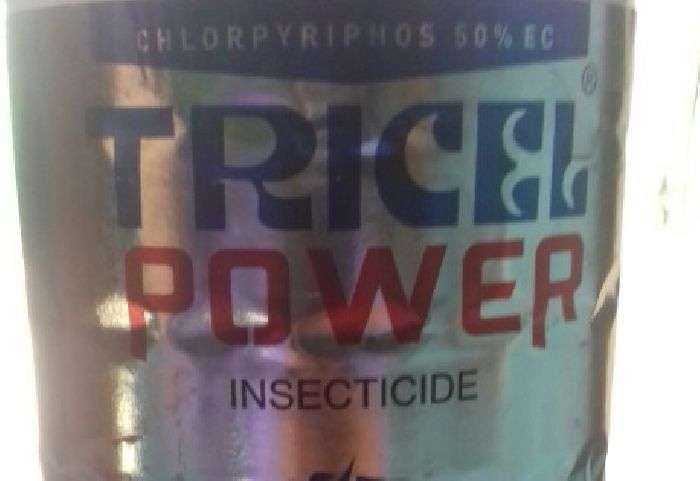 CHLORPYRIPHOS 50% EC
TRICEL®
POWER
INSECTICIDE